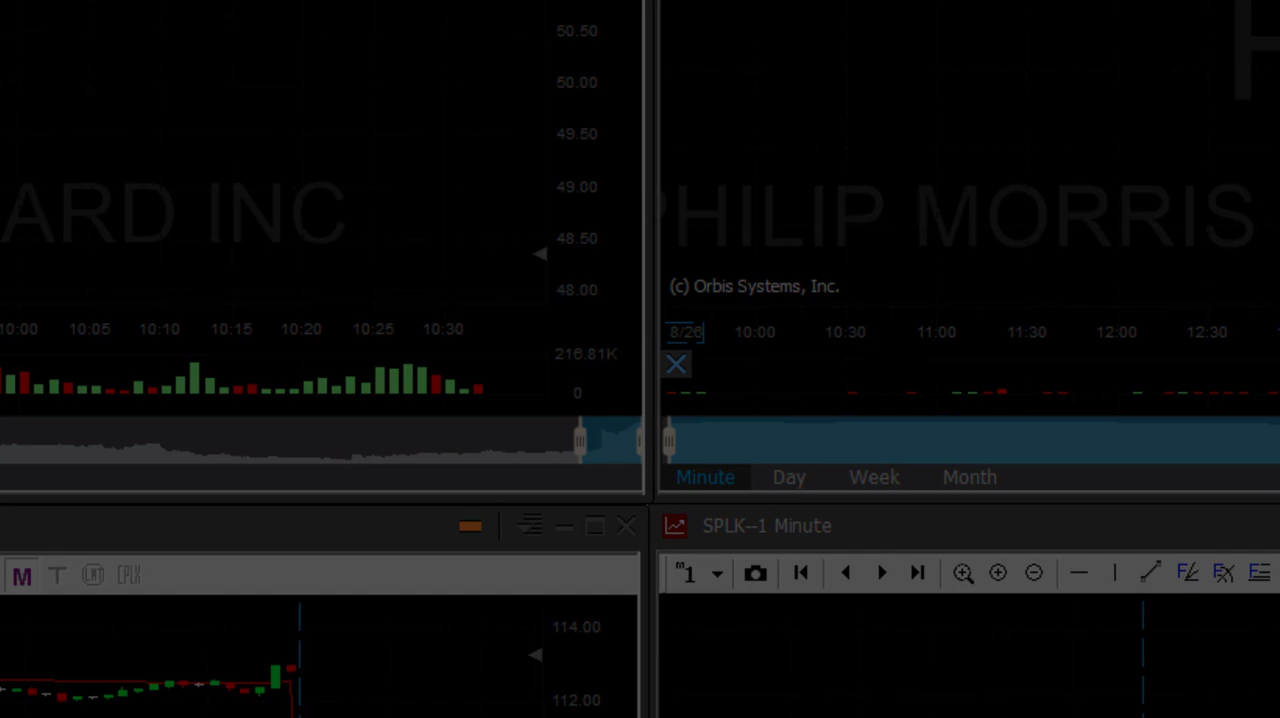 50.50
50.00
49.50
49.00
48.50
48.00
ARD INC
10:00 10:05 10:10 10:15 10:20 10:25 10:30
216.81K
0
PHILIP MORRIS
(c) Orbis Systems, Inc.
8/26 10:00 10:30 11:00 11:30 12:00 12:30
Minute Day Week Month
SPLK--1 Minute
M T LMT CPLX
m1
114.00
112.00